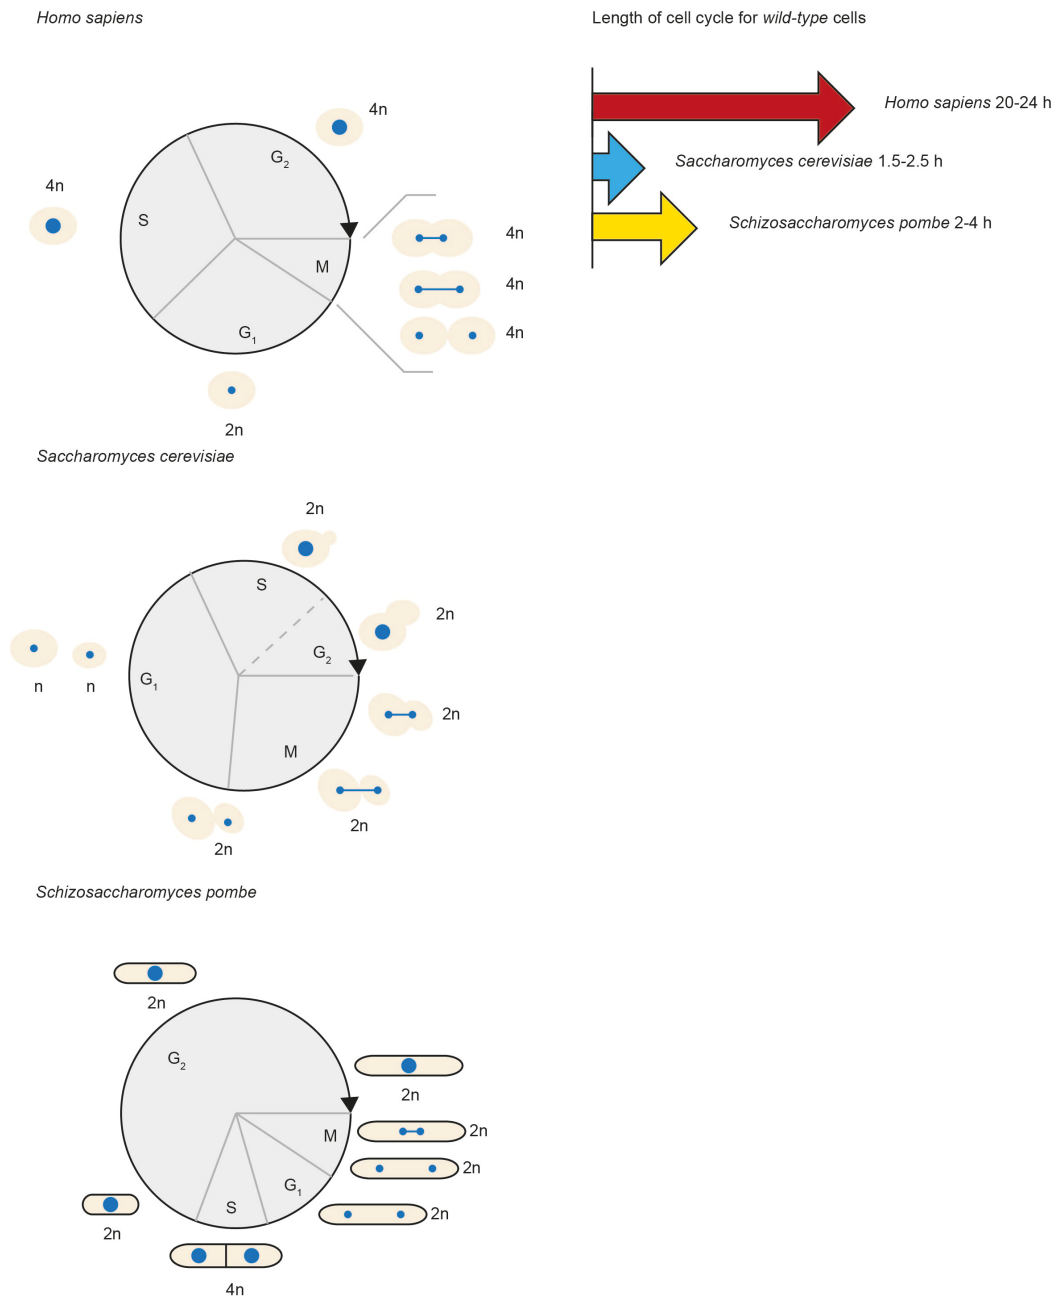 Homo sapiens
Length of cell cycle for wild-type cells
Homo sapiens 20-24 h
Saccharomyces cerevisiae 1.5-2.5 h
Schizosaccharomyces pombe 2-4 h
4n
G2
4n
S
4n
M
4n
4n
G1
2n
Saccharomyces cerevisiae
2n
S
2n
G2
n
n
G1
2n
M
2n
2n
Schizosaccharomyces pombe
2n
G2
2n
M
2n
2n
G1
S
2n
2n
4n